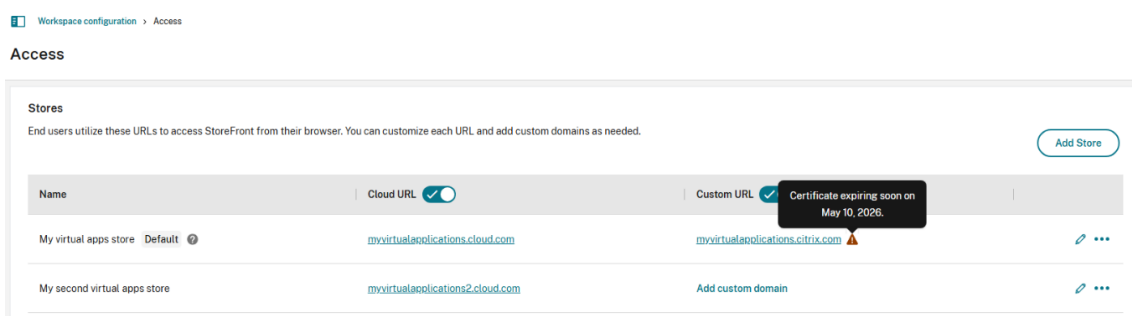 Workspace configuration › Access
Access
Stores
End users utilize these URLs to access StoreFront from their browser. You can customize each URL and add custom domains as needed.
Add Store
Name
Cloud URL
Custom URL
Certificate expiring soon on
May 10, 2026.
My virtual apps store Default
myvirtualapplications.cloud.com
myvirtualapplications.citrix.com
My second virtual apps store
myvirtualapplications2.cloud.com
Add custom domain